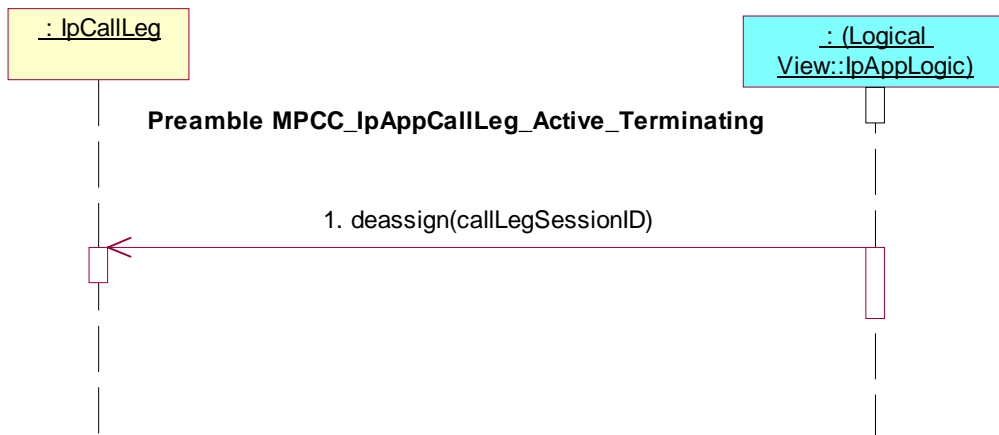 : IpCallLeg
: (Logical
View::IpAppLogic)
Preamble MPCC_IpAppCallLeg_Active_Terminating
1. deassign(callLegSessionID)